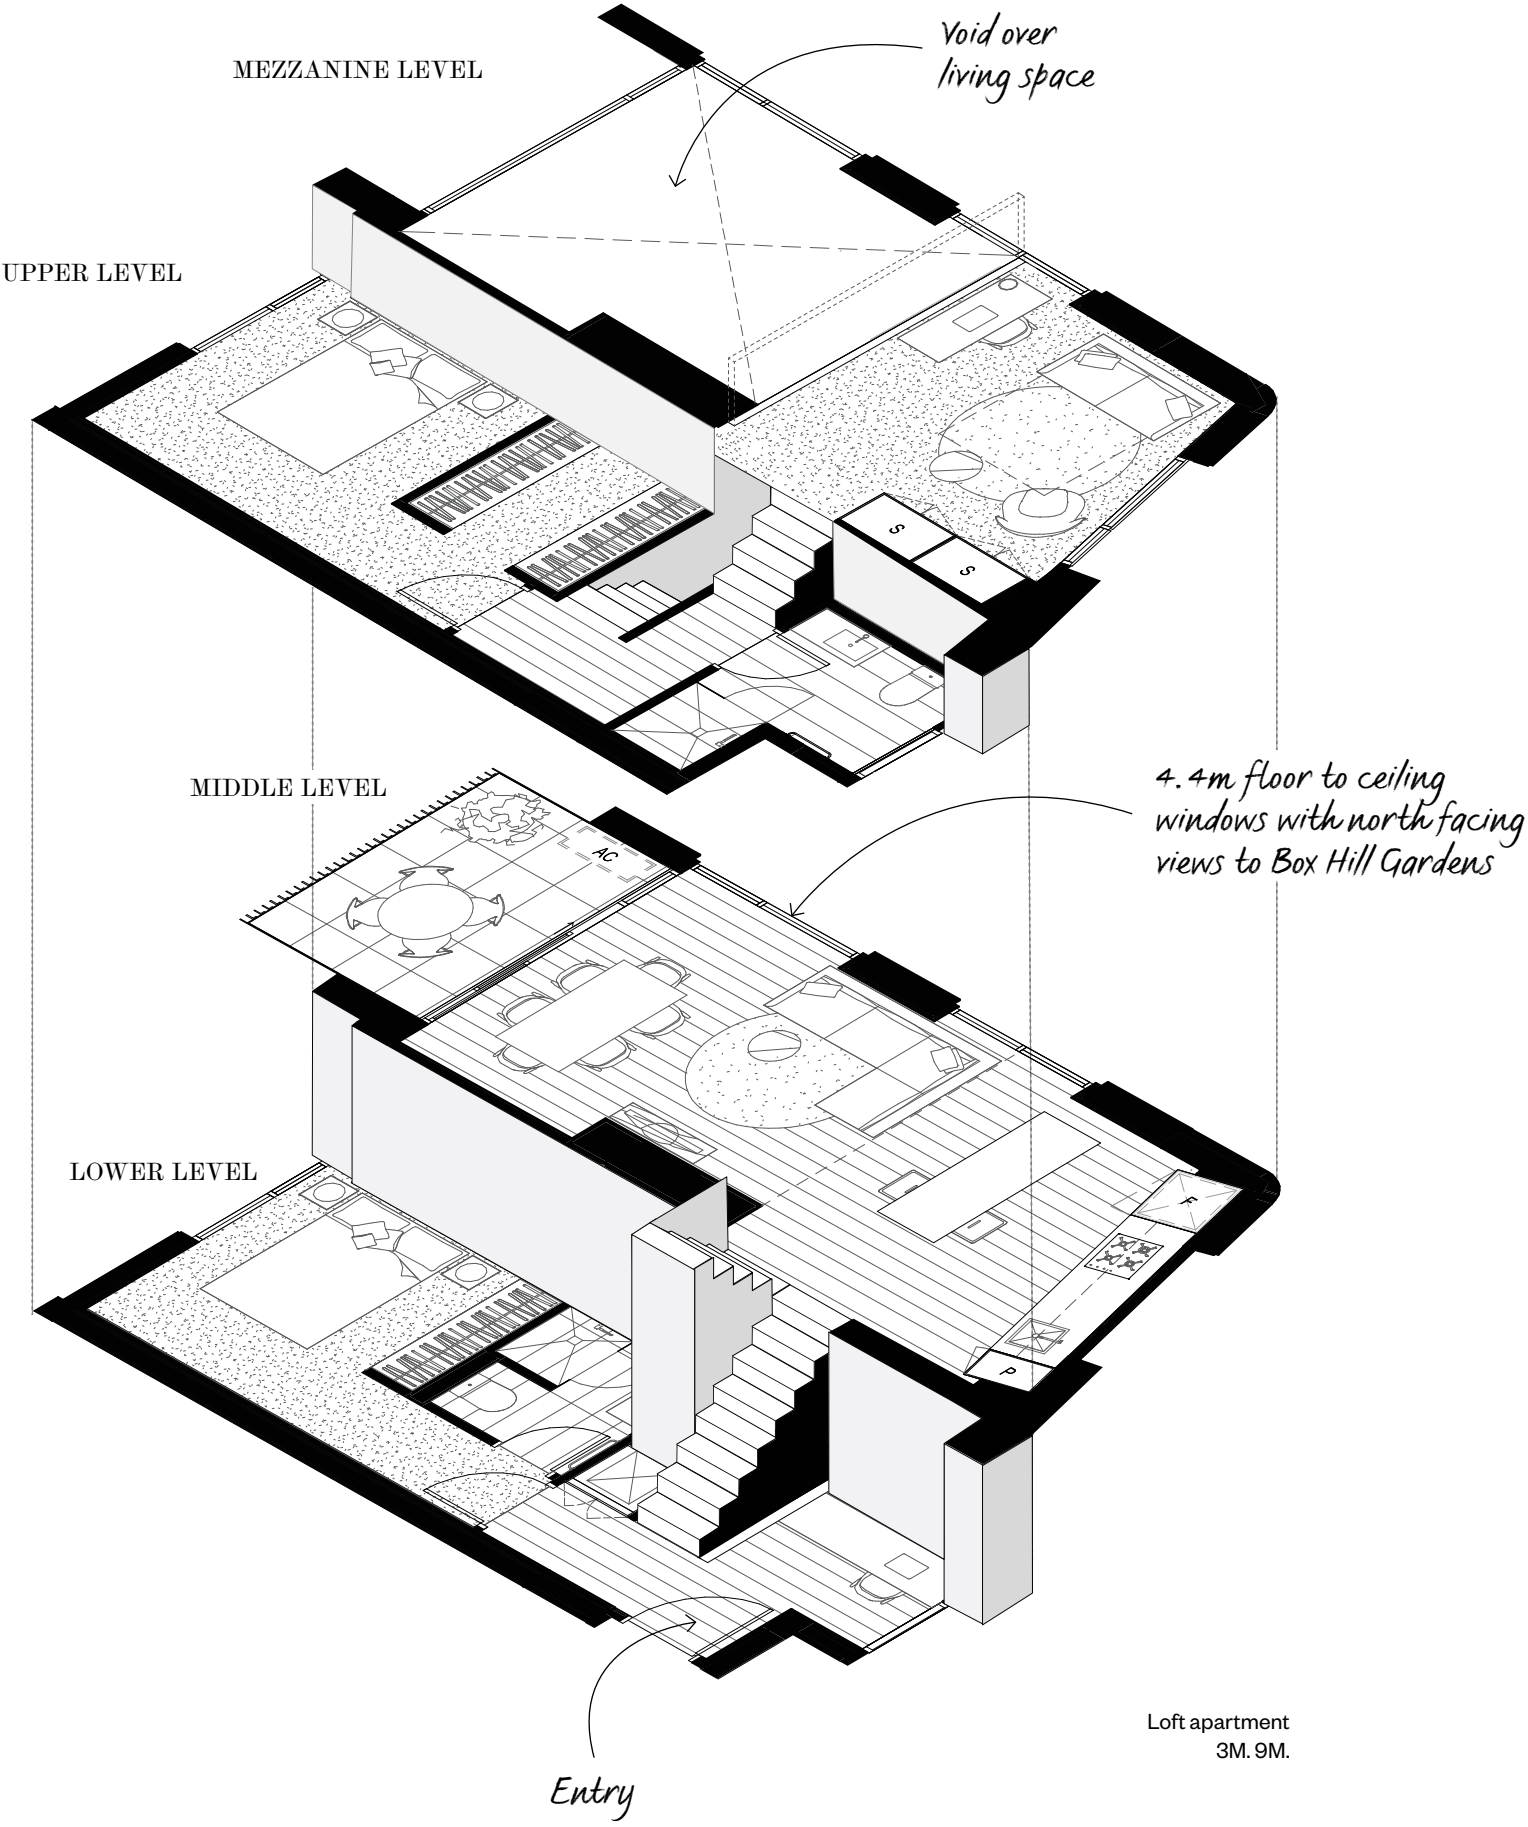 Void over
living space
MEZZANINE LEVEL
UPPER LEVEL
S
S
MIDDLE LEVEL
4.4m floor to ceiling
windows with north facing
views to Box Hill Gardens
AC
LOWER LEVEL
F
P
Loft apartment
3M. 9M.
Entry